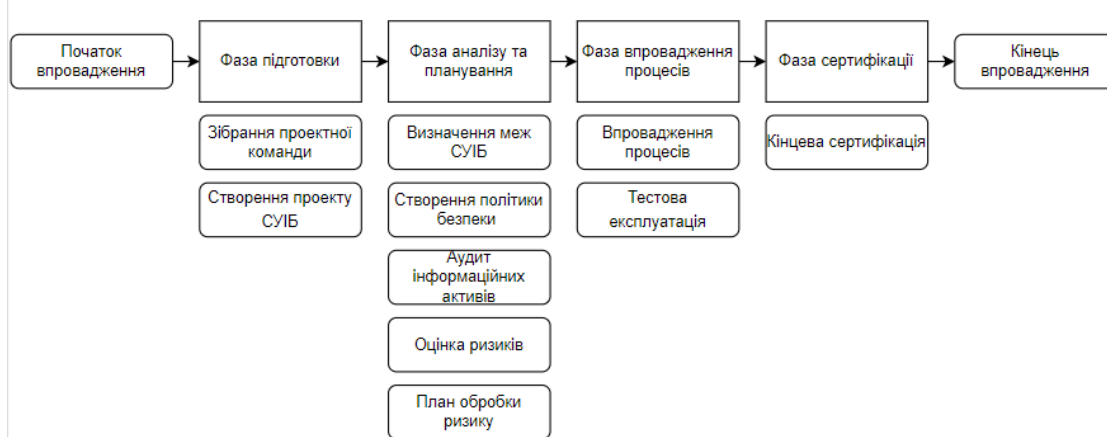 Початок
впровадження
Фаза підготовки
Фаза аналізу та
планування
Фаза впровадження
процесів
Фаза сертифікації
Кінець
впровадження
Зібрання проектної
команди
Створення проекту
СУІБ
Визначення меж
СУІБ
Створення політики
безпеки
Аудит
інформаційних
активів
Оцінка ризиків
План обробки
ризику
Впровадження
процесів
Тестова
експлуатація
Кінцева сертифікація